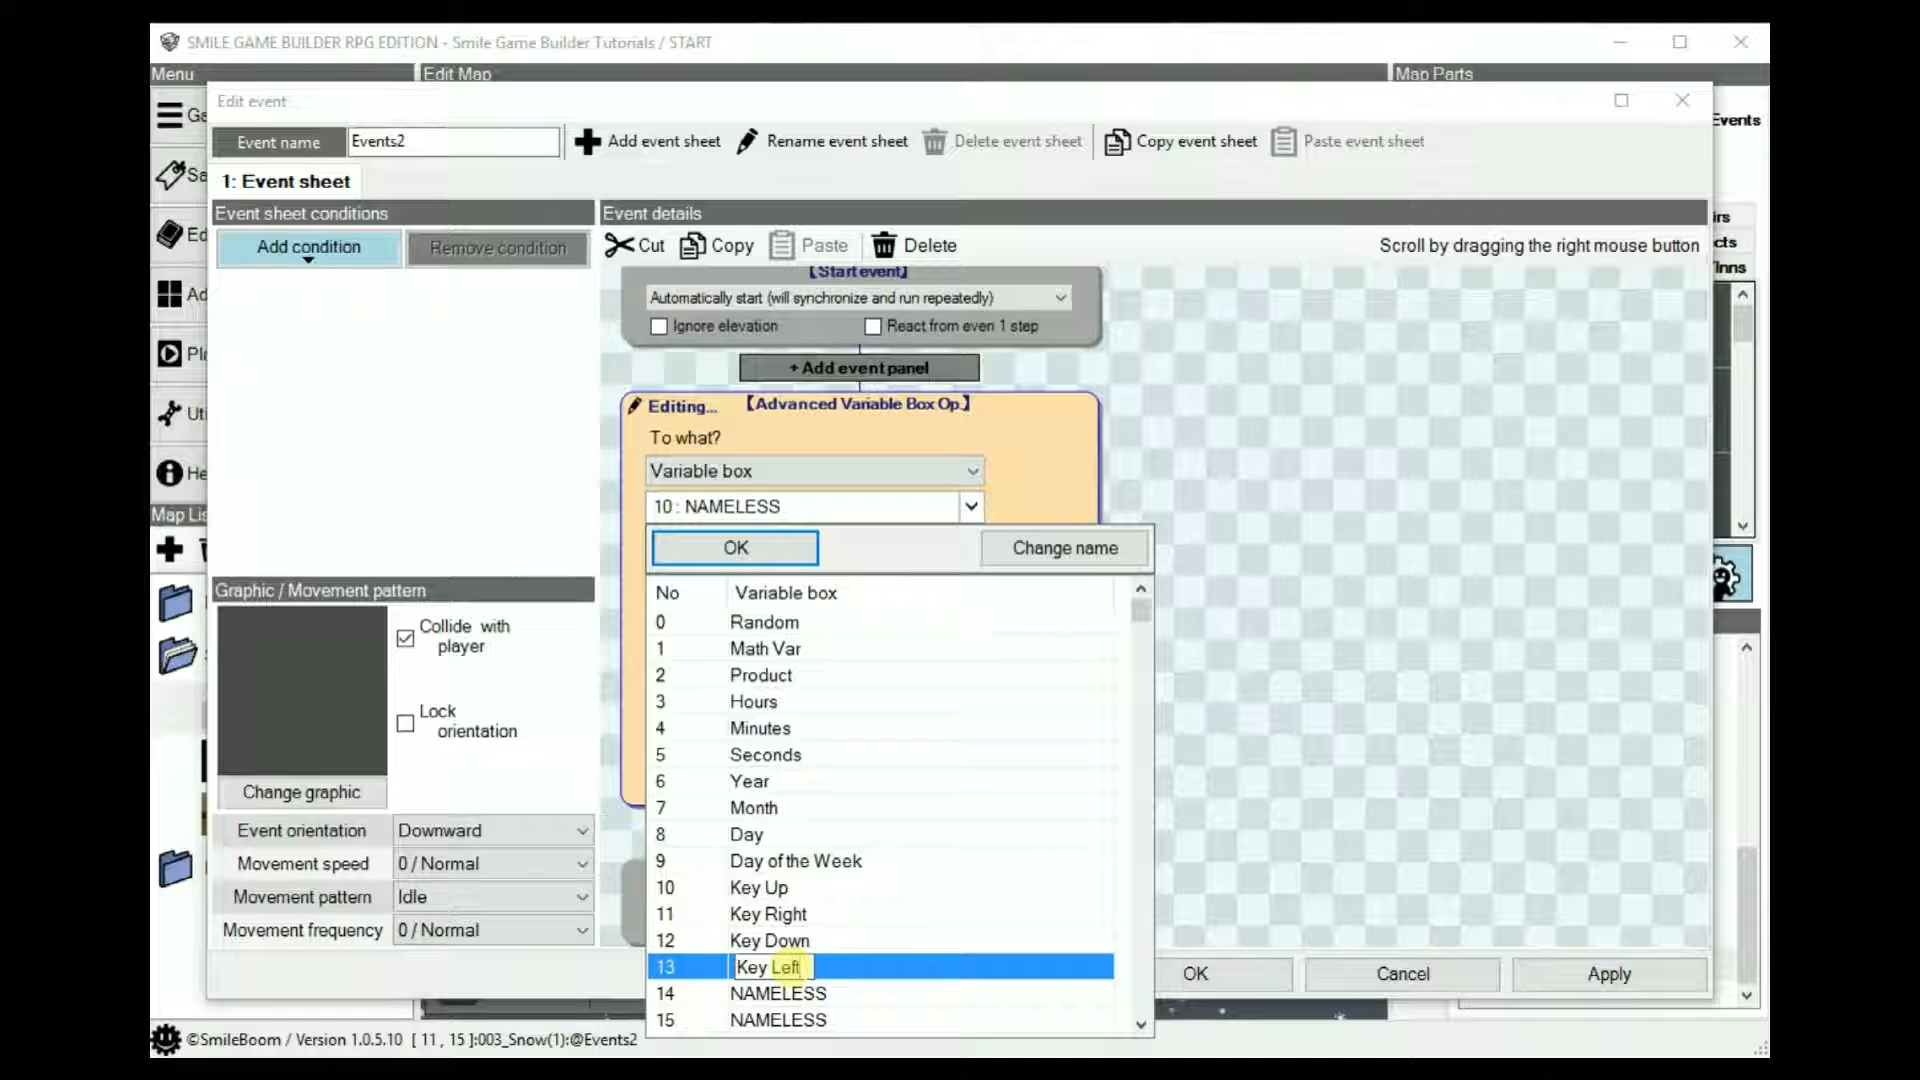 SMILE GAME BUILDER RPG EDITION - Smile Game Builder Tutorials / START
Menu
Edit Map
Map Parts
Edit event
Event name
Events2
Add event sheet
Rename event sheet
Delete event sheet
Copy event sheet
Paste event sheet
Events
1: Event sheet
Event sheet conditions
Event details
Add condition
Remove condition
Cut
Copy
Paste
Delete
Scroll by dragging the right mouse button
【Start event】
Automatically start (will synchronize and run repeatedly)
Ignore elevation
React from even 1 step
+ Add event panel
Editing...
【Advanced Variable Box Op.】
To what?
Variable box
10 : NAMELESS
OK
Change name
No Variable box
0 Random
1 Math Var
2 Product
3 Hours
4 Minutes
5 Seconds
6 Year
7 Month
8 Day
9 Day of the Week
10 Key Up
11 Key Right
12 Key Down
13 Key Left
14 NAMELESS
15 NAMELESS
Graphic / Movement pattern
Collide with
player
Lock
orientation
Change graphic
Event orientation Downward
Movement speed 0 / Normal
Movement pattern Idle
Movement frequency 0 / Normal
OK
Cancel
Apply
©SmileBoom / Version 1.0.5.10 [ 11 , 15 ]:003_Snow(1):@Events2